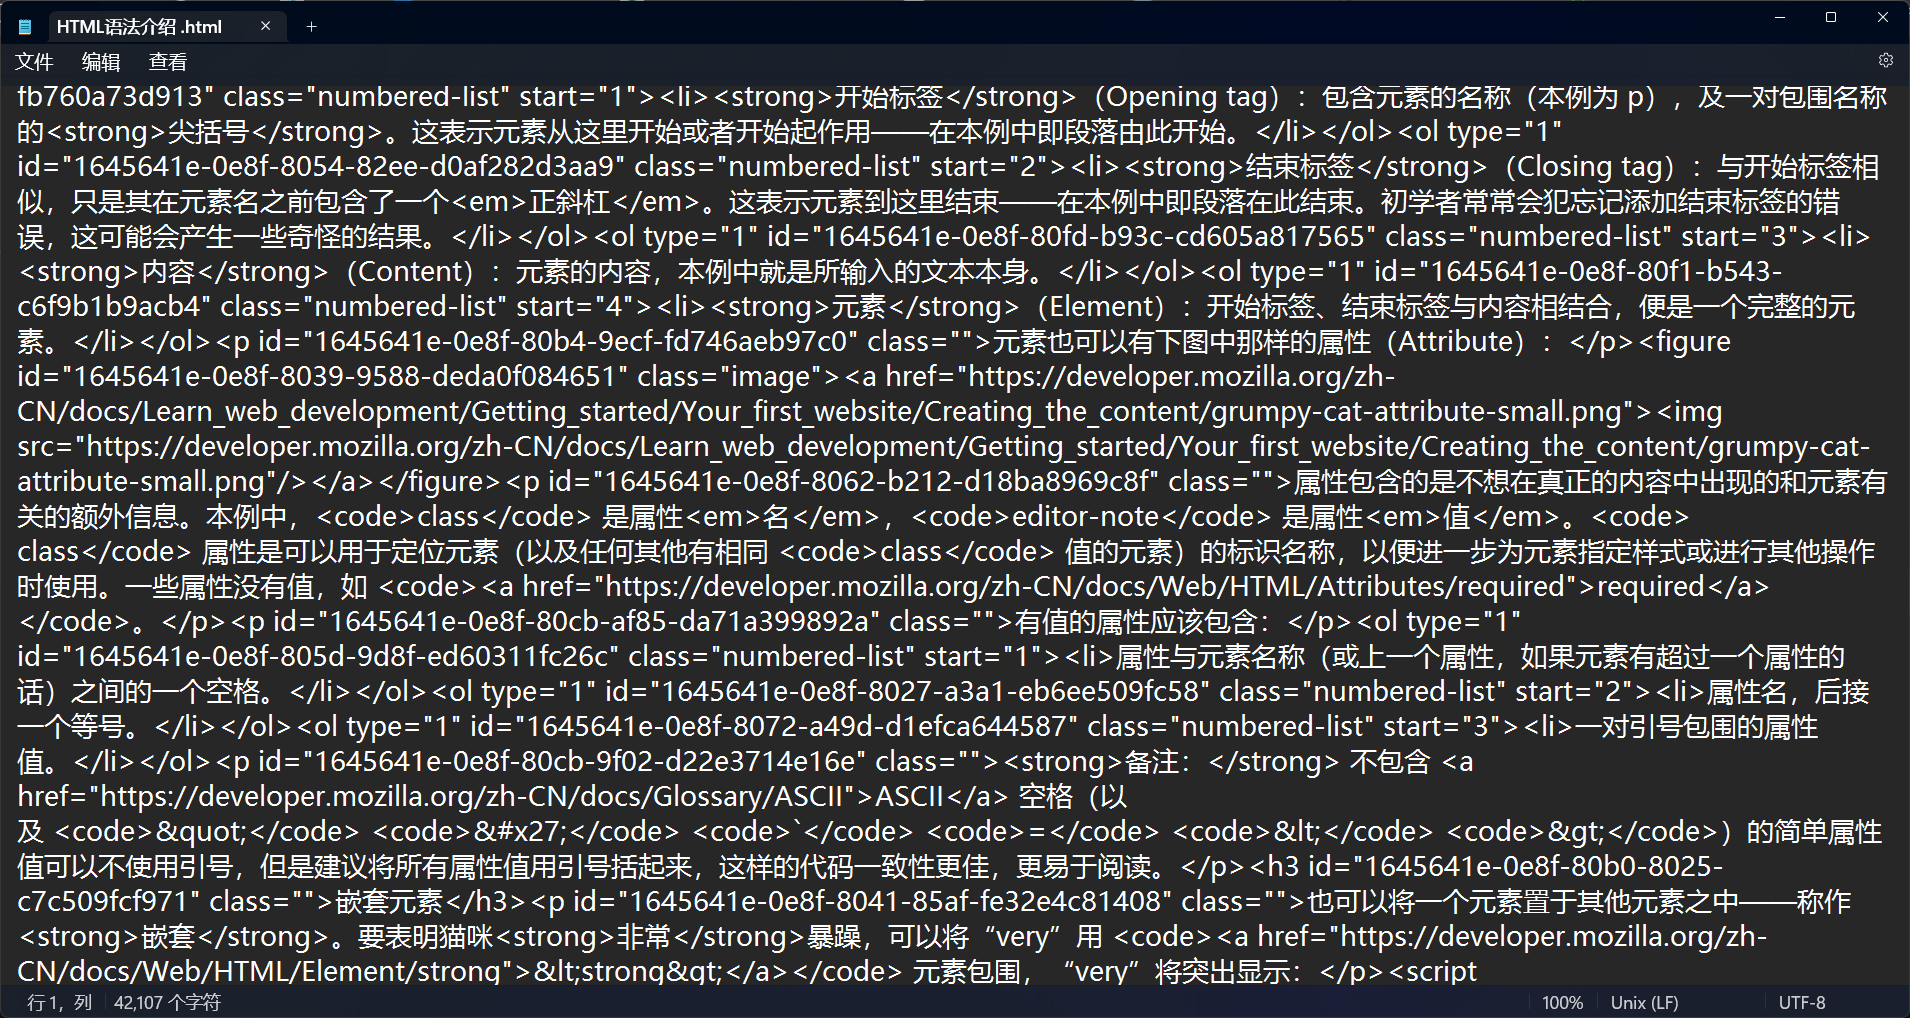 HTML语法介绍 .html
文件 编辑 查看
fb760a73d913" class="numbered-list" start="1"><li><strong>开始标签</strong>（Opening tag）：包含元素的名称（本例为 p），及一对包围名称
的<strong>尖括号</strong>。这表示元素从这里开始或者开始起作用——在本例中即段落由此开始。</li></ol><ol type="1"
id="1645641e-0e8f-8054-82ee-d0af282d3aa9" class="numbered-list" start="2"><li><strong>结束标签</strong>（Closing tag）：与开始标签相
似，只是其在元素名之前包含了一个<em>正斜杠</em>。这表示元素到这里结束——在本例中即段落在此结束。初学者常常会犯忘记添加结束标签的错
误，这可能会产生一些奇怪的结果。</li></ol><ol type="1" id="1645641e-0e8f-80fd-b93c-cd605a817565" class="numbered-list" start="3"><li>
<strong>内容</strong>（Content）：元素的内容，本例中就是所输入的文本本身。</li></ol><ol type="1" id="1645641e-0e8f-80f1-b543-
c6f9b1b9acb4" class="numbered-list" start="4"><li><strong>元素</strong>（Element）：开始标签、结束标签与内容相结合，便是一个完整的元
素。</li></ol><p id="1645641e-0e8f-80b4-9ecf-fd746aeb97c0" class="">元素也可以有下图中那样的属性（Attribute）：</p><figure
id="1645641e-0e8f-8039-9588-deda0f084651" class="image"><a href="https://developer.mozilla.org/zh-
CN/docs/Learn_web_development/Getting_started/Your_first_website/Creating_the_content/grumpy-cat-attribute-small.png"><img
src="https://developer.mozilla.org/zh-CN/docs/Learn_web_development/Getting_started/Your_first_website/Creating_the_content/grumpy-cat-
attribute-small.png"/></a></figure><p id="1645641e-0e8f-8062-b212-d18ba8969c8f" class="">属性包含的是不想在真正的内容中出现的和元素有
关的额外信息。本例中，<code>class</code> 是属性<em>名</em>，<code>editor-note</code> 是属性<em>值</em>。<code>
class</code> 属性是可以用于定位元素（以及任何其他有相同 <code>class</code> 值的元素）的标识名称，以便进一步为元素指定样式或进行其他操作
时使用。一些属性没有值，如 <code><a href="https://developer.mozilla.org/zh-CN/docs/Web/HTML/Attributes/required">required</a>
</code>。</p><p id="1645641e-0e8f-80cb-af85-da71a399892a" class="">有值的属性应该包含：</p><ol type="1"
id="1645641e-0e8f-805d-9d8f-ed60311fc26c" class="numbered-list" start="1"><li>属性与元素名称（或上一个属性，如果元素有超过一个属性的
话）之间的一个空格。</li></ol><ol type="1" id="1645641e-0e8f-8027-a3a1-eb6ee509fc58" class="numbered-list" start="2"><li>属性名，后接
一个等号。</li></ol><ol type="1" id="1645641e-0e8f-8072-a49d-d1efca644587" class="numbered-list" start="3"><li>一对引号包围的属性
值。</li></ol><p id="1645641e-0e8f-80cb-9f02-d22e3714e16e" class=""><strong>备注：</strong> 不包含 <a
href="https://developer.mozilla.org/zh-CN/docs/Glossary/ASCII">ASCII</a> 空格（以
及 <code>&quot;</code> <code>&#x27;</code> <code>`</code> <code>=</code> <code>&lt;</code> <code>&gt;</code>）的简单属性
值可以不使用引号，但是建议将所有属性值用引号括起来，这样的代码一致性更佳，更易于阅读。</p><h3 id="1645641e-0e8f-80b0-8025-
c7c509fcf971" class="">嵌套元素</h3><p id="1645641e-0e8f-8041-85af-fe32e4c81408" class="">也可以将一个元素置于其他元素之中——称作
<strong>嵌套</strong>。要表明猫咪<strong>非常</strong>暴躁，可以将“very”用 <code><a href="https://developer.mozilla.org/zh-
CN/docs/Web/HTML/Element/strong">&lt;strong&gt;</a></code> 元素包围，“very”将突出显示：</p><script
行 1，列 42,107 个字符 100% Unix (LF) UTF-8